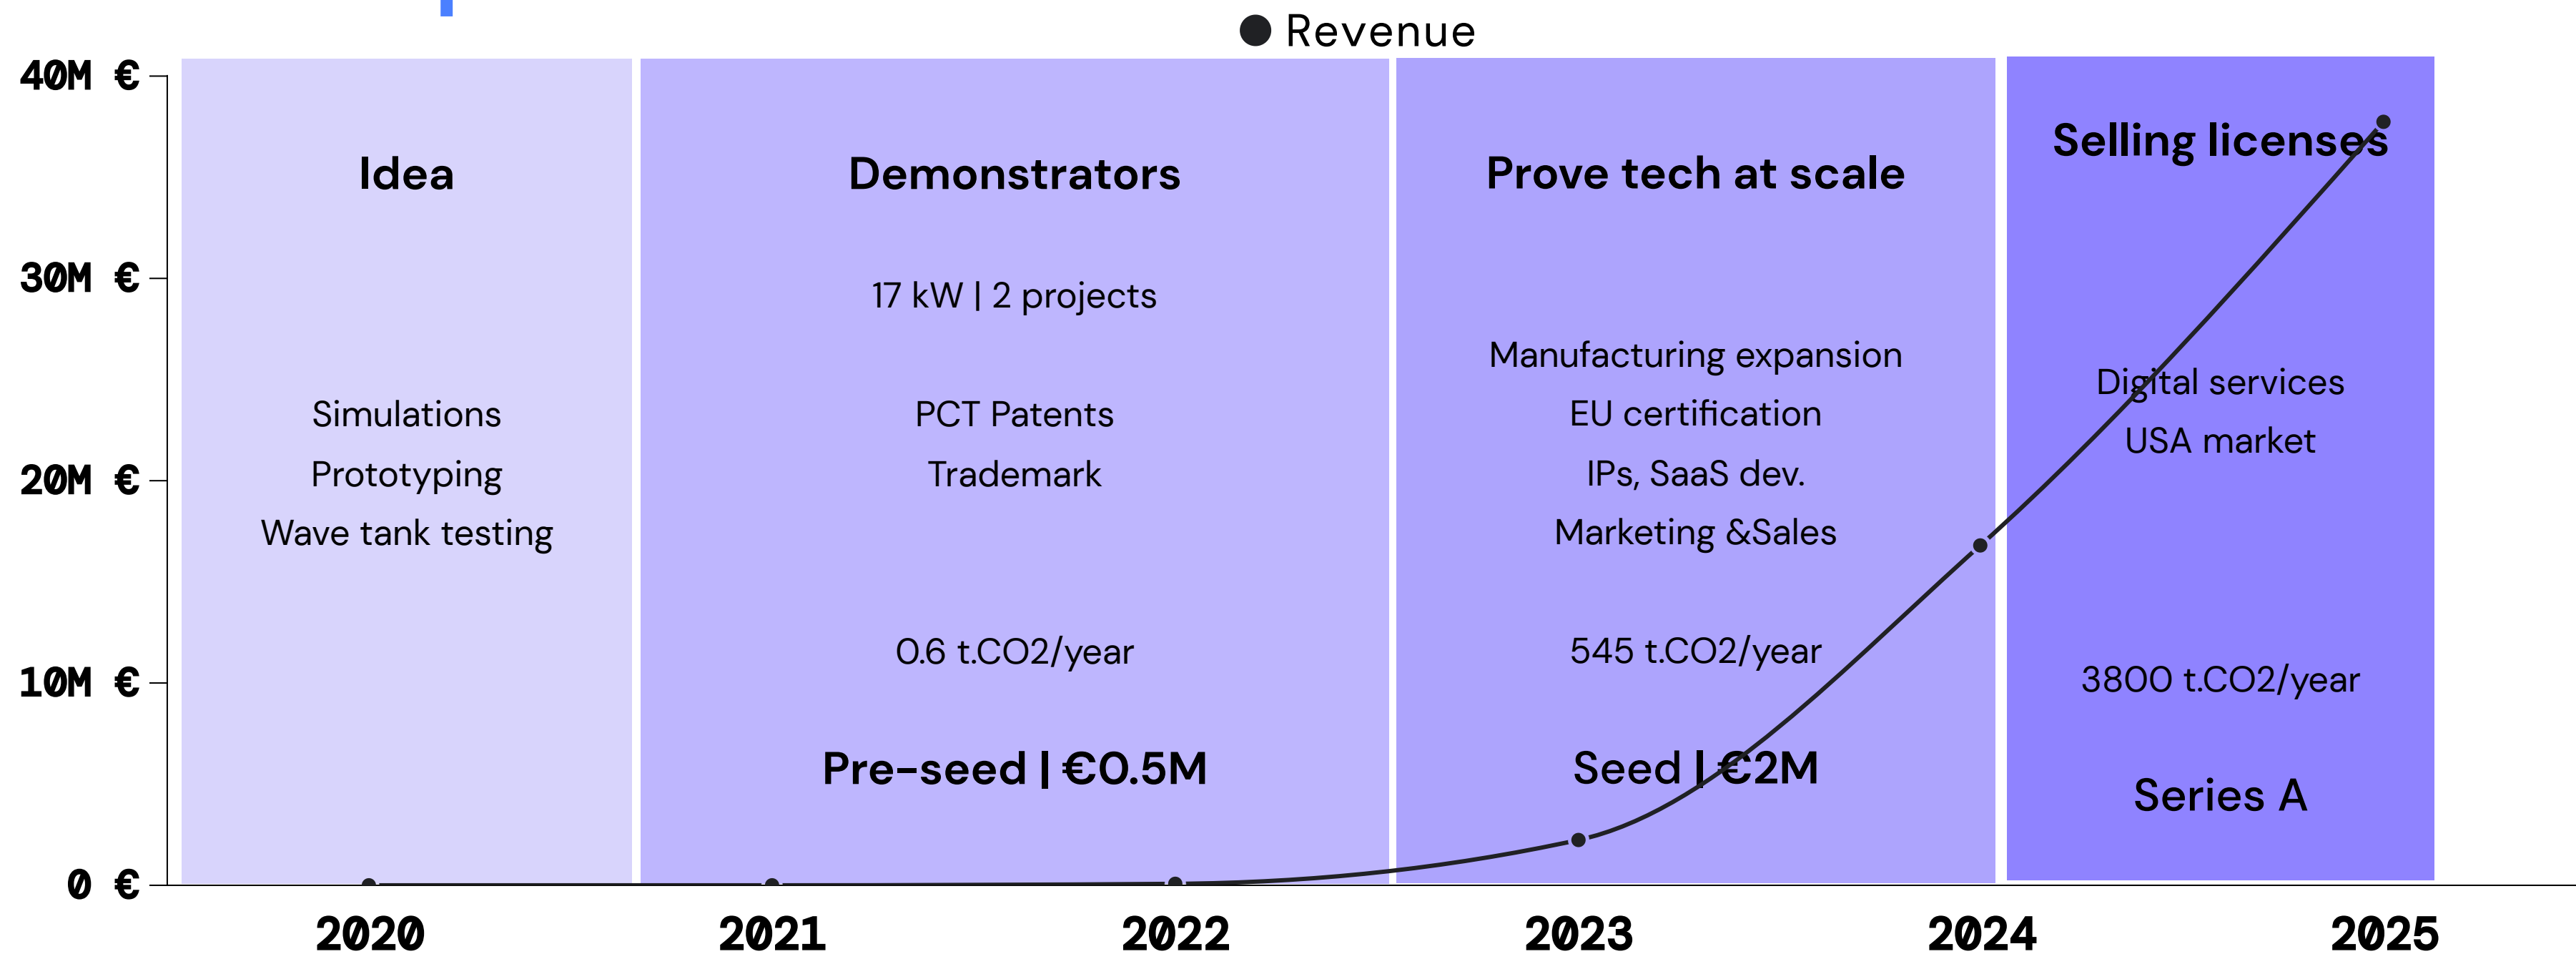 Revenue
40M €
30M €
20M €
10M €
0 €
Idea
Simulations
Prototyping
Wave tank testing
Demonstrators
17 kW | 2 projects
PCT Patents
Trademark
0.6 t.CO2/year
Pre-seed | €0.5M
Prove tech at scale
Manufacturing expansion
EU certification
IPs, SaaS dev.
Marketing &Sales
545 t.CO2/year
Seed | €2M
Selling licenses
Digital services
USA market
3800 t.CO2/year
Series A
2020
2021
2022
2023
2024
2025